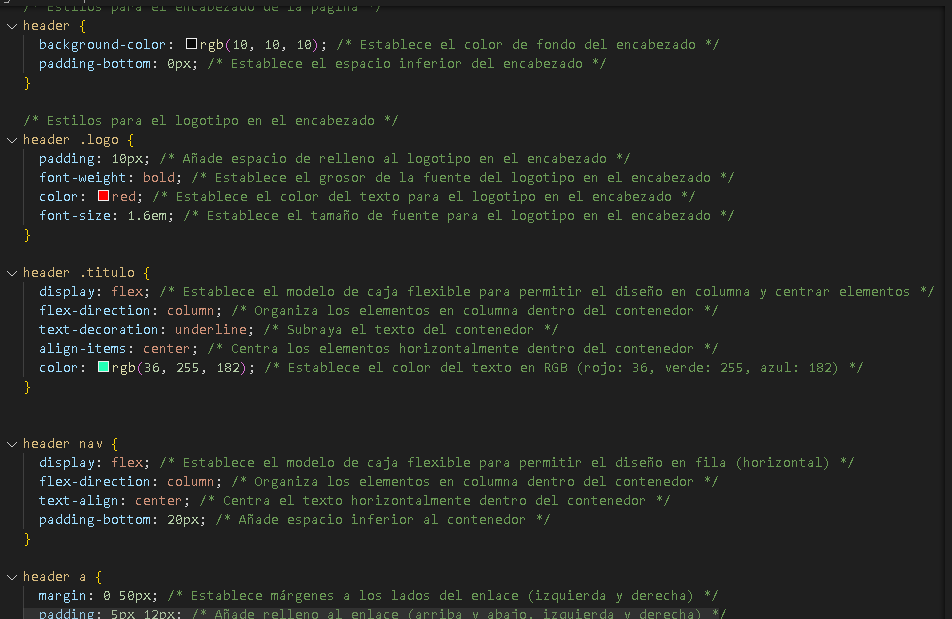 /* Estilos para el encabezado de la página */
header {
background-color: rgb(10, 10, 10); /* Establece el color de fondo del encabezado */
padding-bottom: 0px; /* Establece el espacio inferior del encabezado */
}
/* Estilos para el logotipo en el encabezado */
header .logo {
padding: 10px; /* Añade espacio de relleno al logotipo en el encabezado */
font-weight: bold; /* Establece el grosor de la fuente del logotipo en el encabezado */
color: red; /* Establece el color del texto para el logotipo en el encabezado */
font-size: 1.6em; /* Establece el tamaño de fuente para el logotipo en el encabezado */
}
header .titulo {
display: flex; /* Establece el modelo de caja flexible para permitir el diseño en columna y centrar elementos */
flex-direction: column; /* Organiza los elementos en columna dentro del contenedor */
text-decoration: underline; /* Subraya el texto del contenedor */
align-items: center; /* Centra los elementos horizontalmente dentro del contenedor */
color: rgb(36, 255, 182); /* Establece el color del texto en RGB (rojo: 36, verde: 255, azul: 182) */
}
header nav {
display: flex; /* Establece el modelo de caja flexible para permitir el diseño en fila (horizontal) */
flex-direction: column; /* Organiza los elementos en columna dentro del contenedor */
text-align: center; /* Centra el texto horizontalmente dentro del contenedor */
padding-bottom: 20px; /* Añade espacio inferior al contenedor */
}
header a {
margin: 0 50px; /* Establece márgenes a los lados del enlace (izquierda y derecha) */
padding: 5px 12px; /* Añade relleno al enlace (arriba y abajo, izquierda y derecha) */